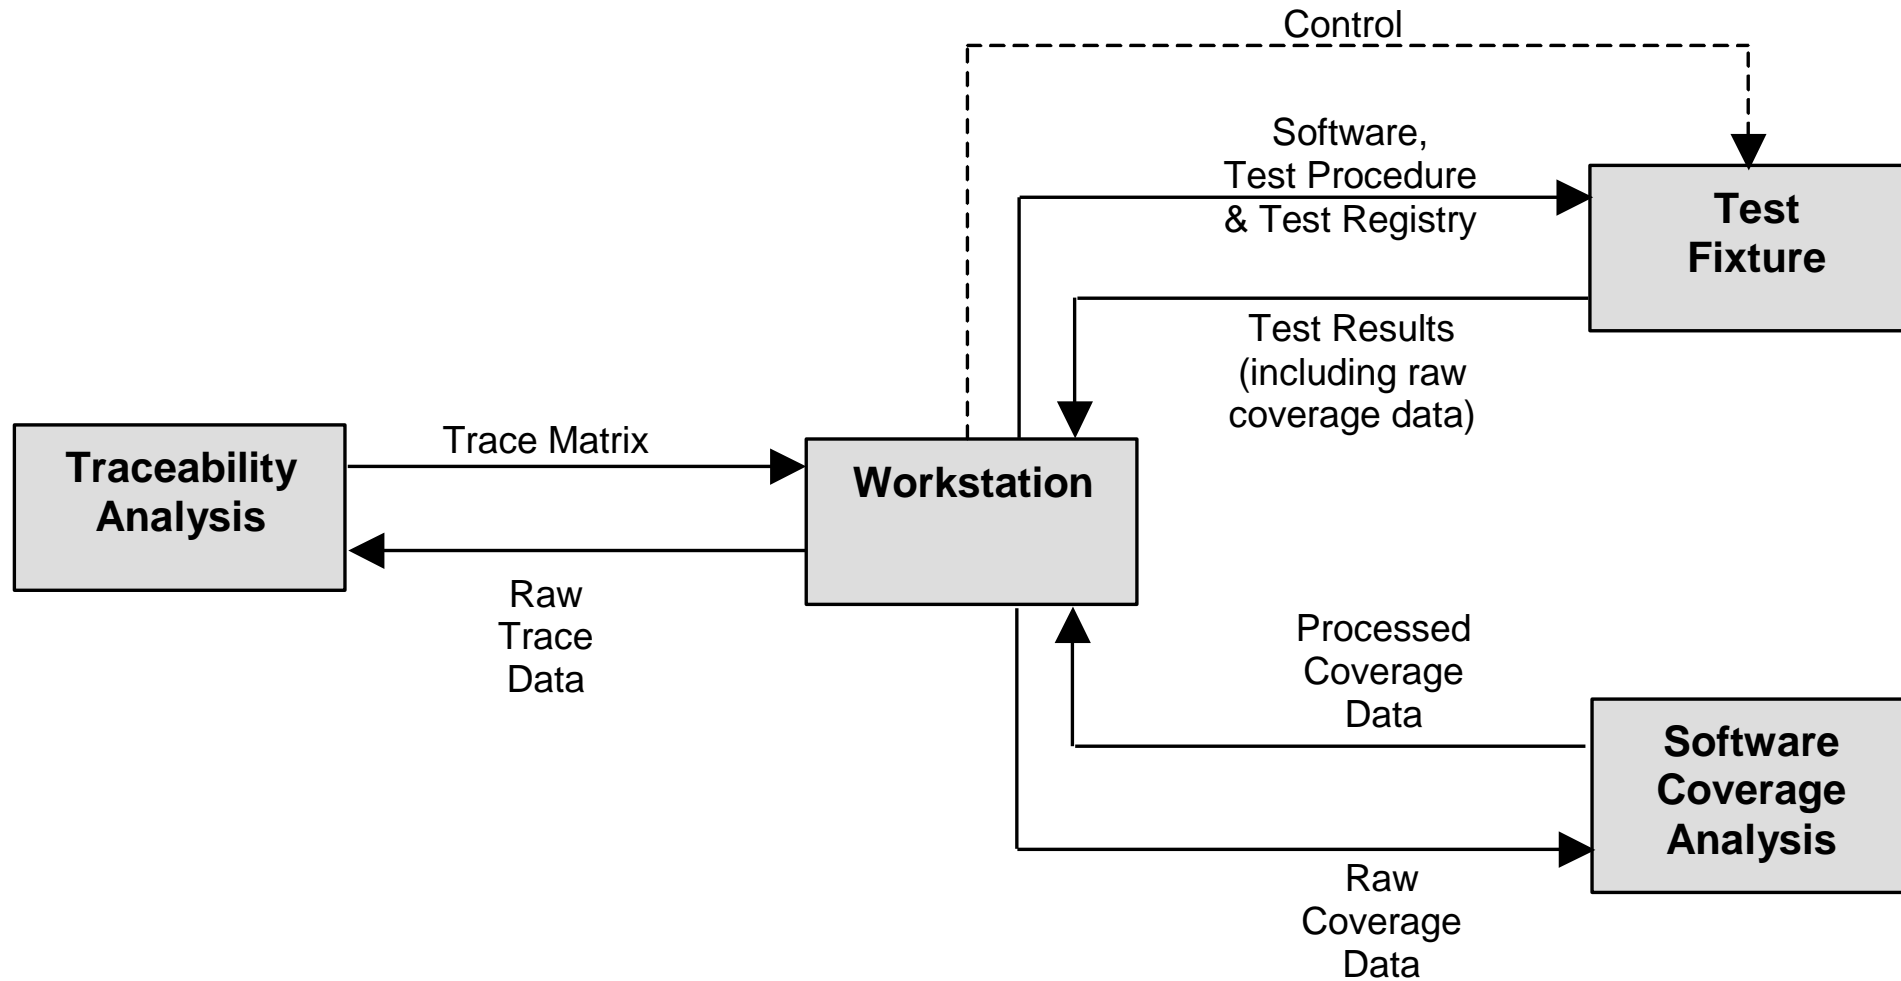 Control
Software,
Test Procedure
& Test Registry
Test
Fixture
Test Results
(including raw
coverage data)
Traceability
Analysis
Trace Matrix
Workstation
Raw
Trace
Data
Processed
Coverage
Data
Software
Coverage
Analysis
Raw
Coverage
Data